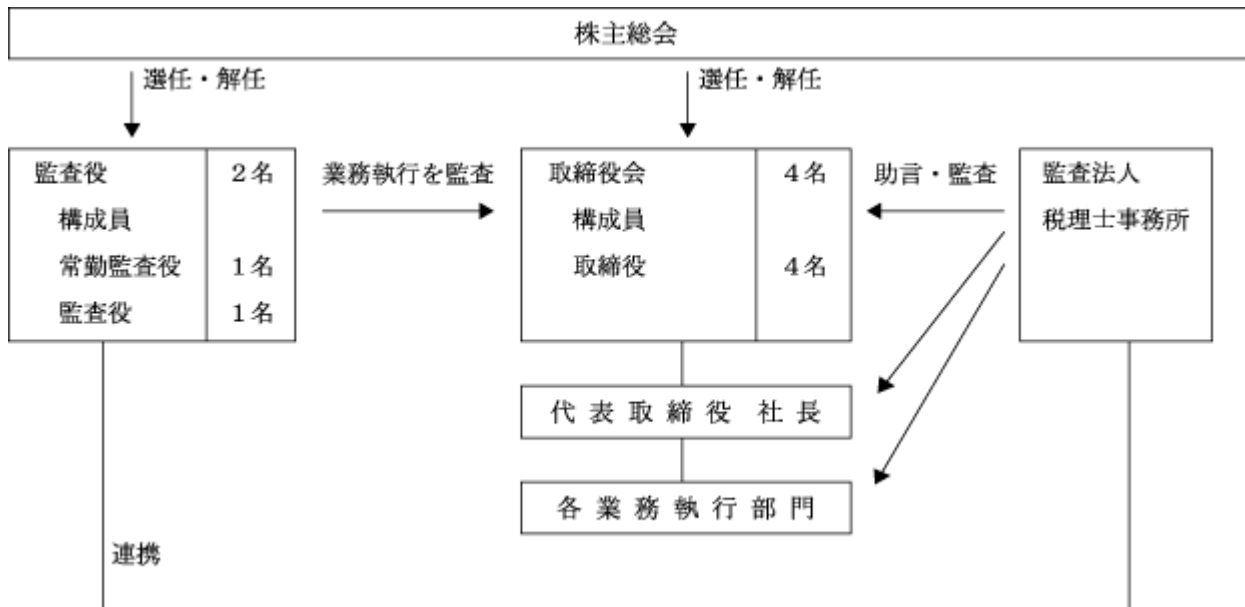 株主総会
選任・解任
選任・解任
監査役 2名
構成員
常勤監査役 1名
監査役 1名
業務執行を監査
取締役会 4名
構成員
取締役 4名
助言・監査
監査法人
税理士事務所
代表取締役 社長
各業務執行部門
連携